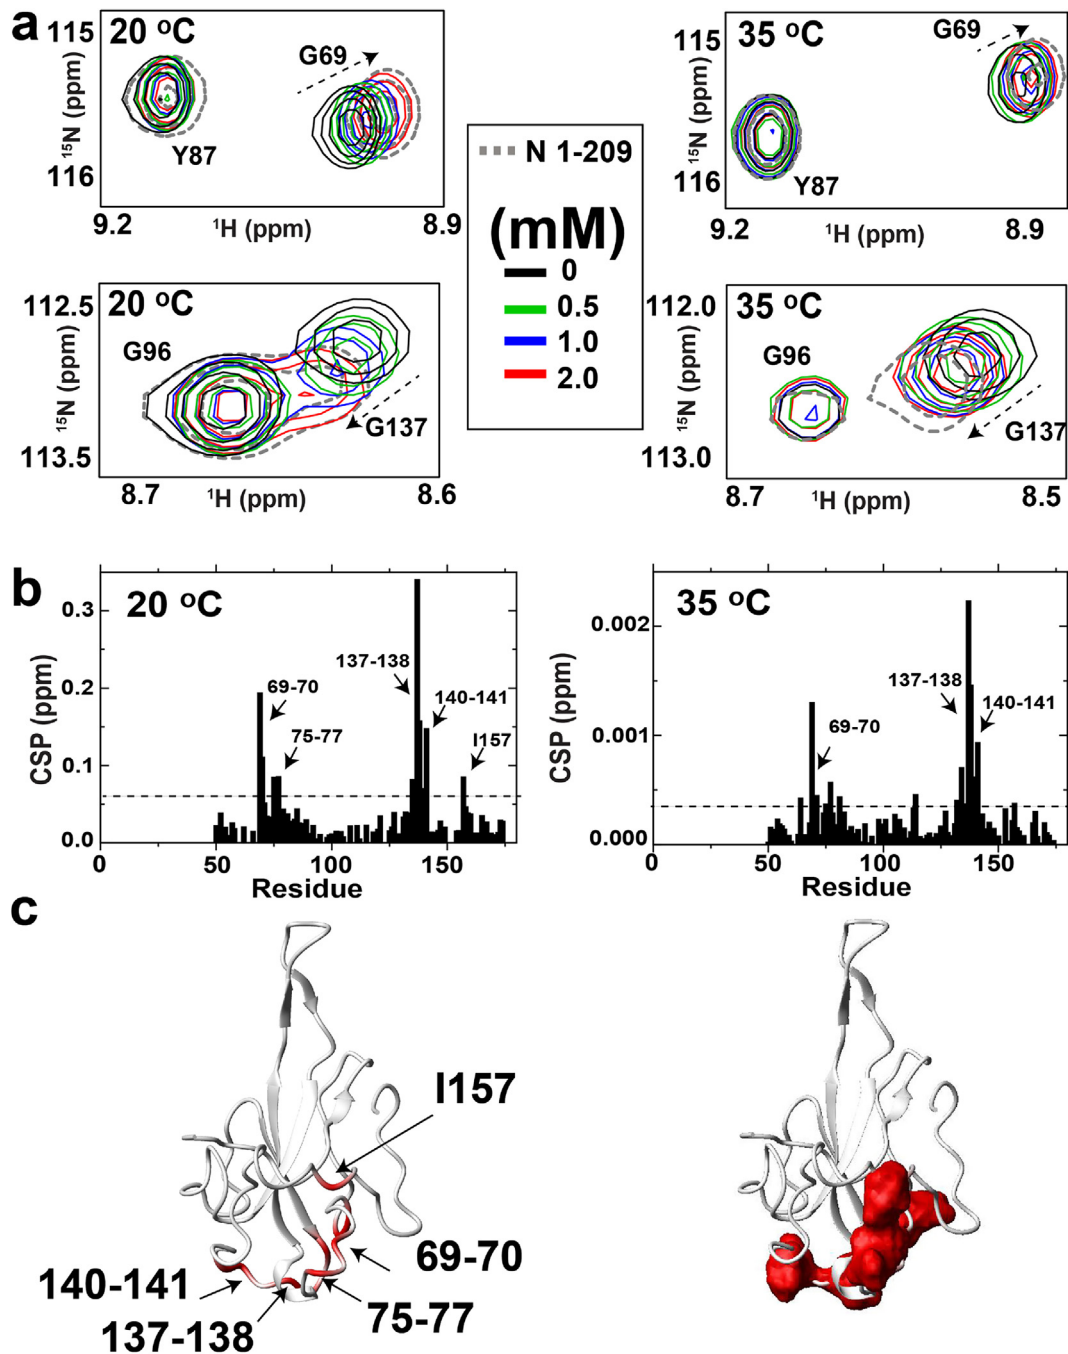 a
115
20 °C
G69
Y87
116
¹⁵N (ppm)
9.2
¹H (ppm)
8.9
115
35 °C
G69
Y87
116
¹⁵N (ppm)
9.2
¹H (ppm)
8.9
N 1-209
(mM)
0
0.5
1.0
2.0
112.5
20 °C
G96
G137
113.5
¹⁵N (ppm)
8.7
¹H (ppm)
8.6
112.0
35 °C
G96
G137
113.0
¹⁵N (ppm)
8.7
¹H (ppm)
8.5
b
20 °C
0.3
0.2
0.1
0.0
CSP (ppm)
69-70
75-77
137-138
140-141
I157
0
50
100
150
Residue
35 °C
0.002
0.001
0.000
CSP (ppm)
69-70
137-138
140-141
0
50
100
150
Residue
c
I157
69-70
75-77
140-141
137-138